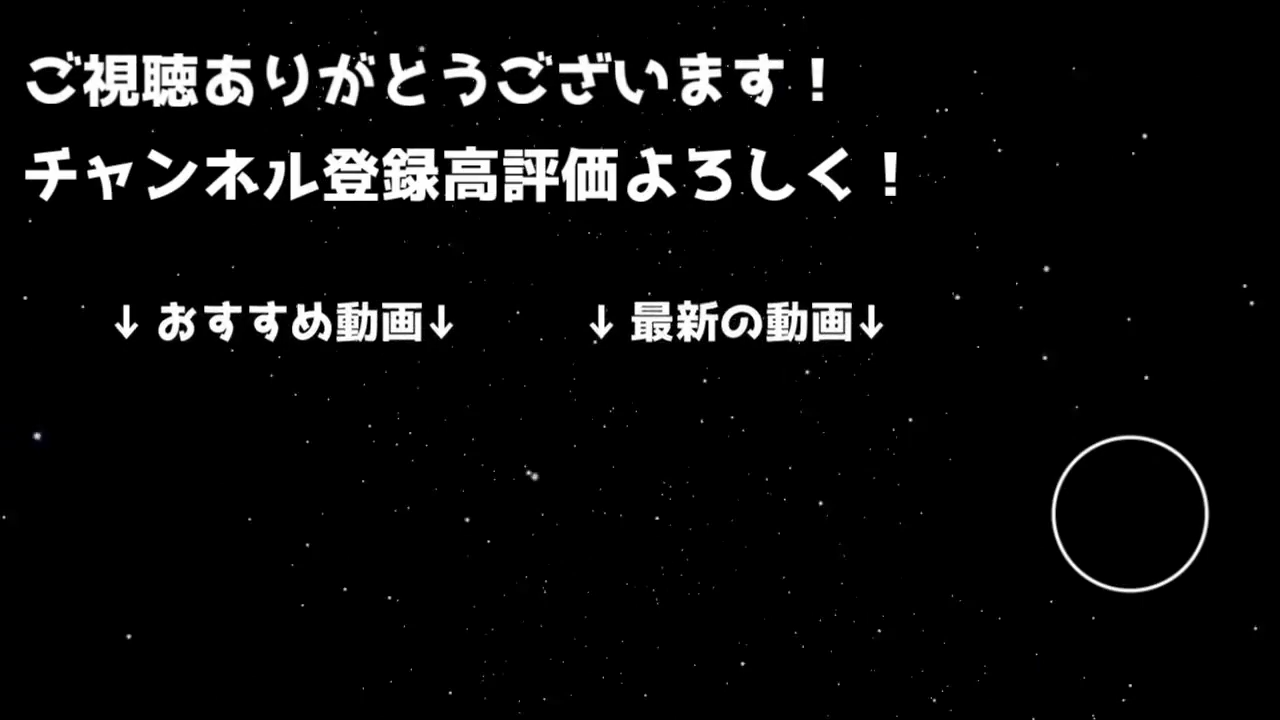 ご視聴ありがとうございます！
チャンネル登録高評価よろしく！
↓おすすめ動画↓ ↓最新の動画↓